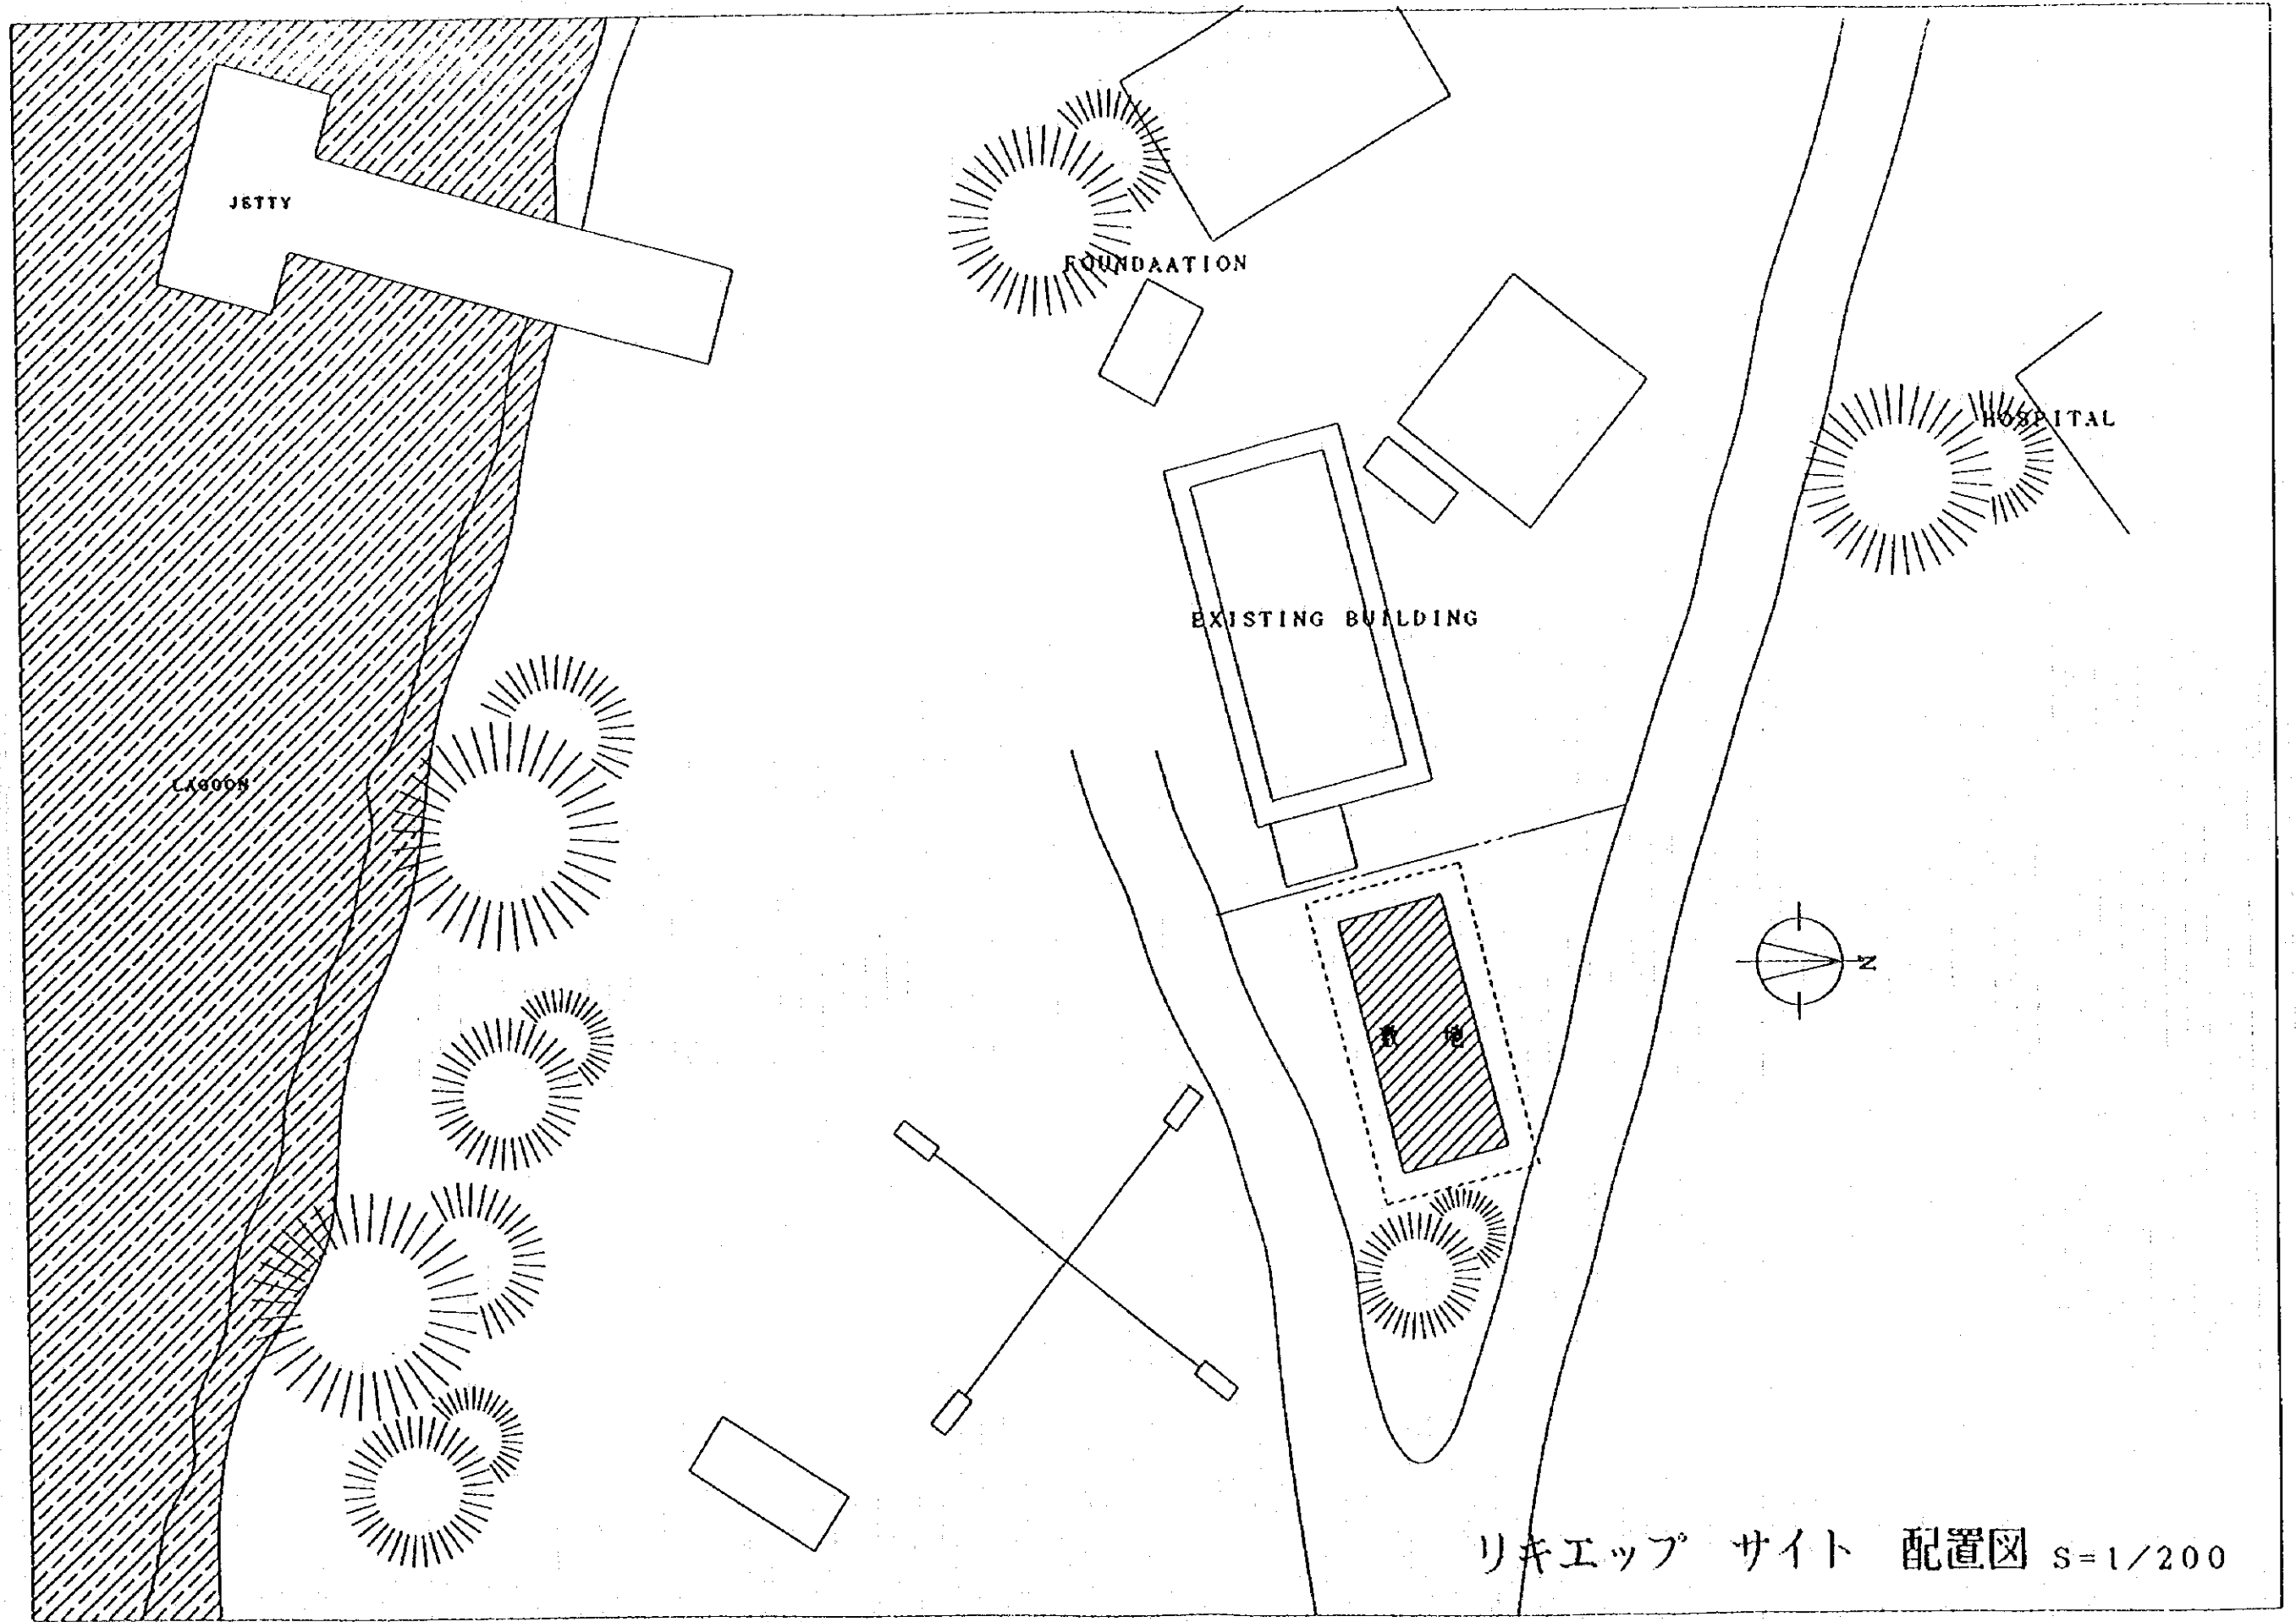 JETTY
FOUNDAATION
HOSPITAL
EXISTING BUILDING
LAGOON
N
敷 地
リキエップ サイト 配置図 S=1/200